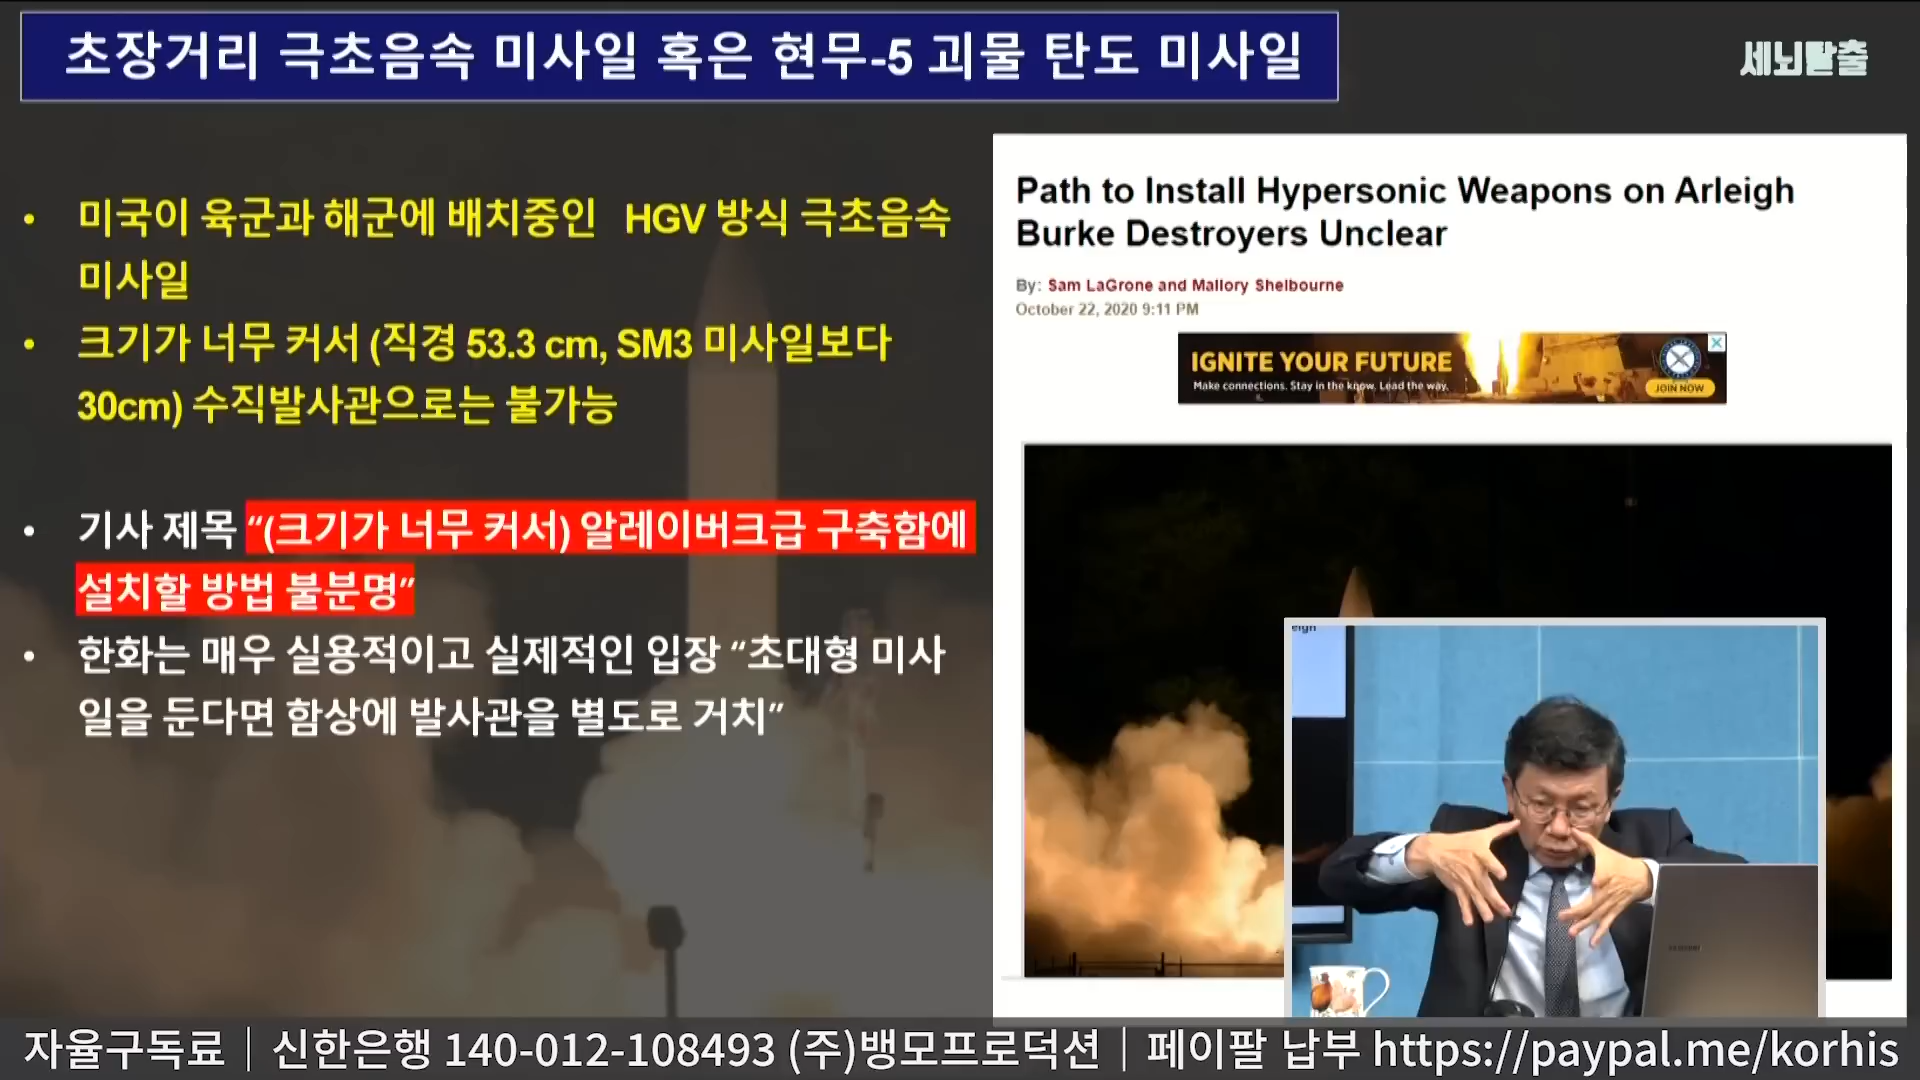 초장거리 극초음속 미사일 혹은 현무-5 괴물 탄도 미사일
세뇌탈출
• 미국이 육군과 해군에 배치중인 HGV 방식 극초음속
미사일
• 크기가 너무 커서 (직경 53.3 cm, SM3 미사일보다
30cm) 수직발사관으로는 불가능
• 기사 제목 “(크기가 너무 커서) 알레이버크급 구축함에
설치할 방법 불분명”
• 한화는 매우 실용적이고 실제적인 입장 “초대형 미사
일을 둔다면 함상에 발사관을 별도로 거치”
Path to Install Hypersonic Weapons on Arleigh
Burke Destroyers Unclear
By: Sam LaGrone and Mallory Shelbourne
October 22, 2020 9:11 PM
IGNITE YOUR FUTURE
Make connections. Stay in the know. Lead the way.
JOIN NOW
eigh
자율구독료 | 신한은행 140-012-108493 (주)뱅모프로덕션 | 페이팔 납부 https://paypal.me/korhis